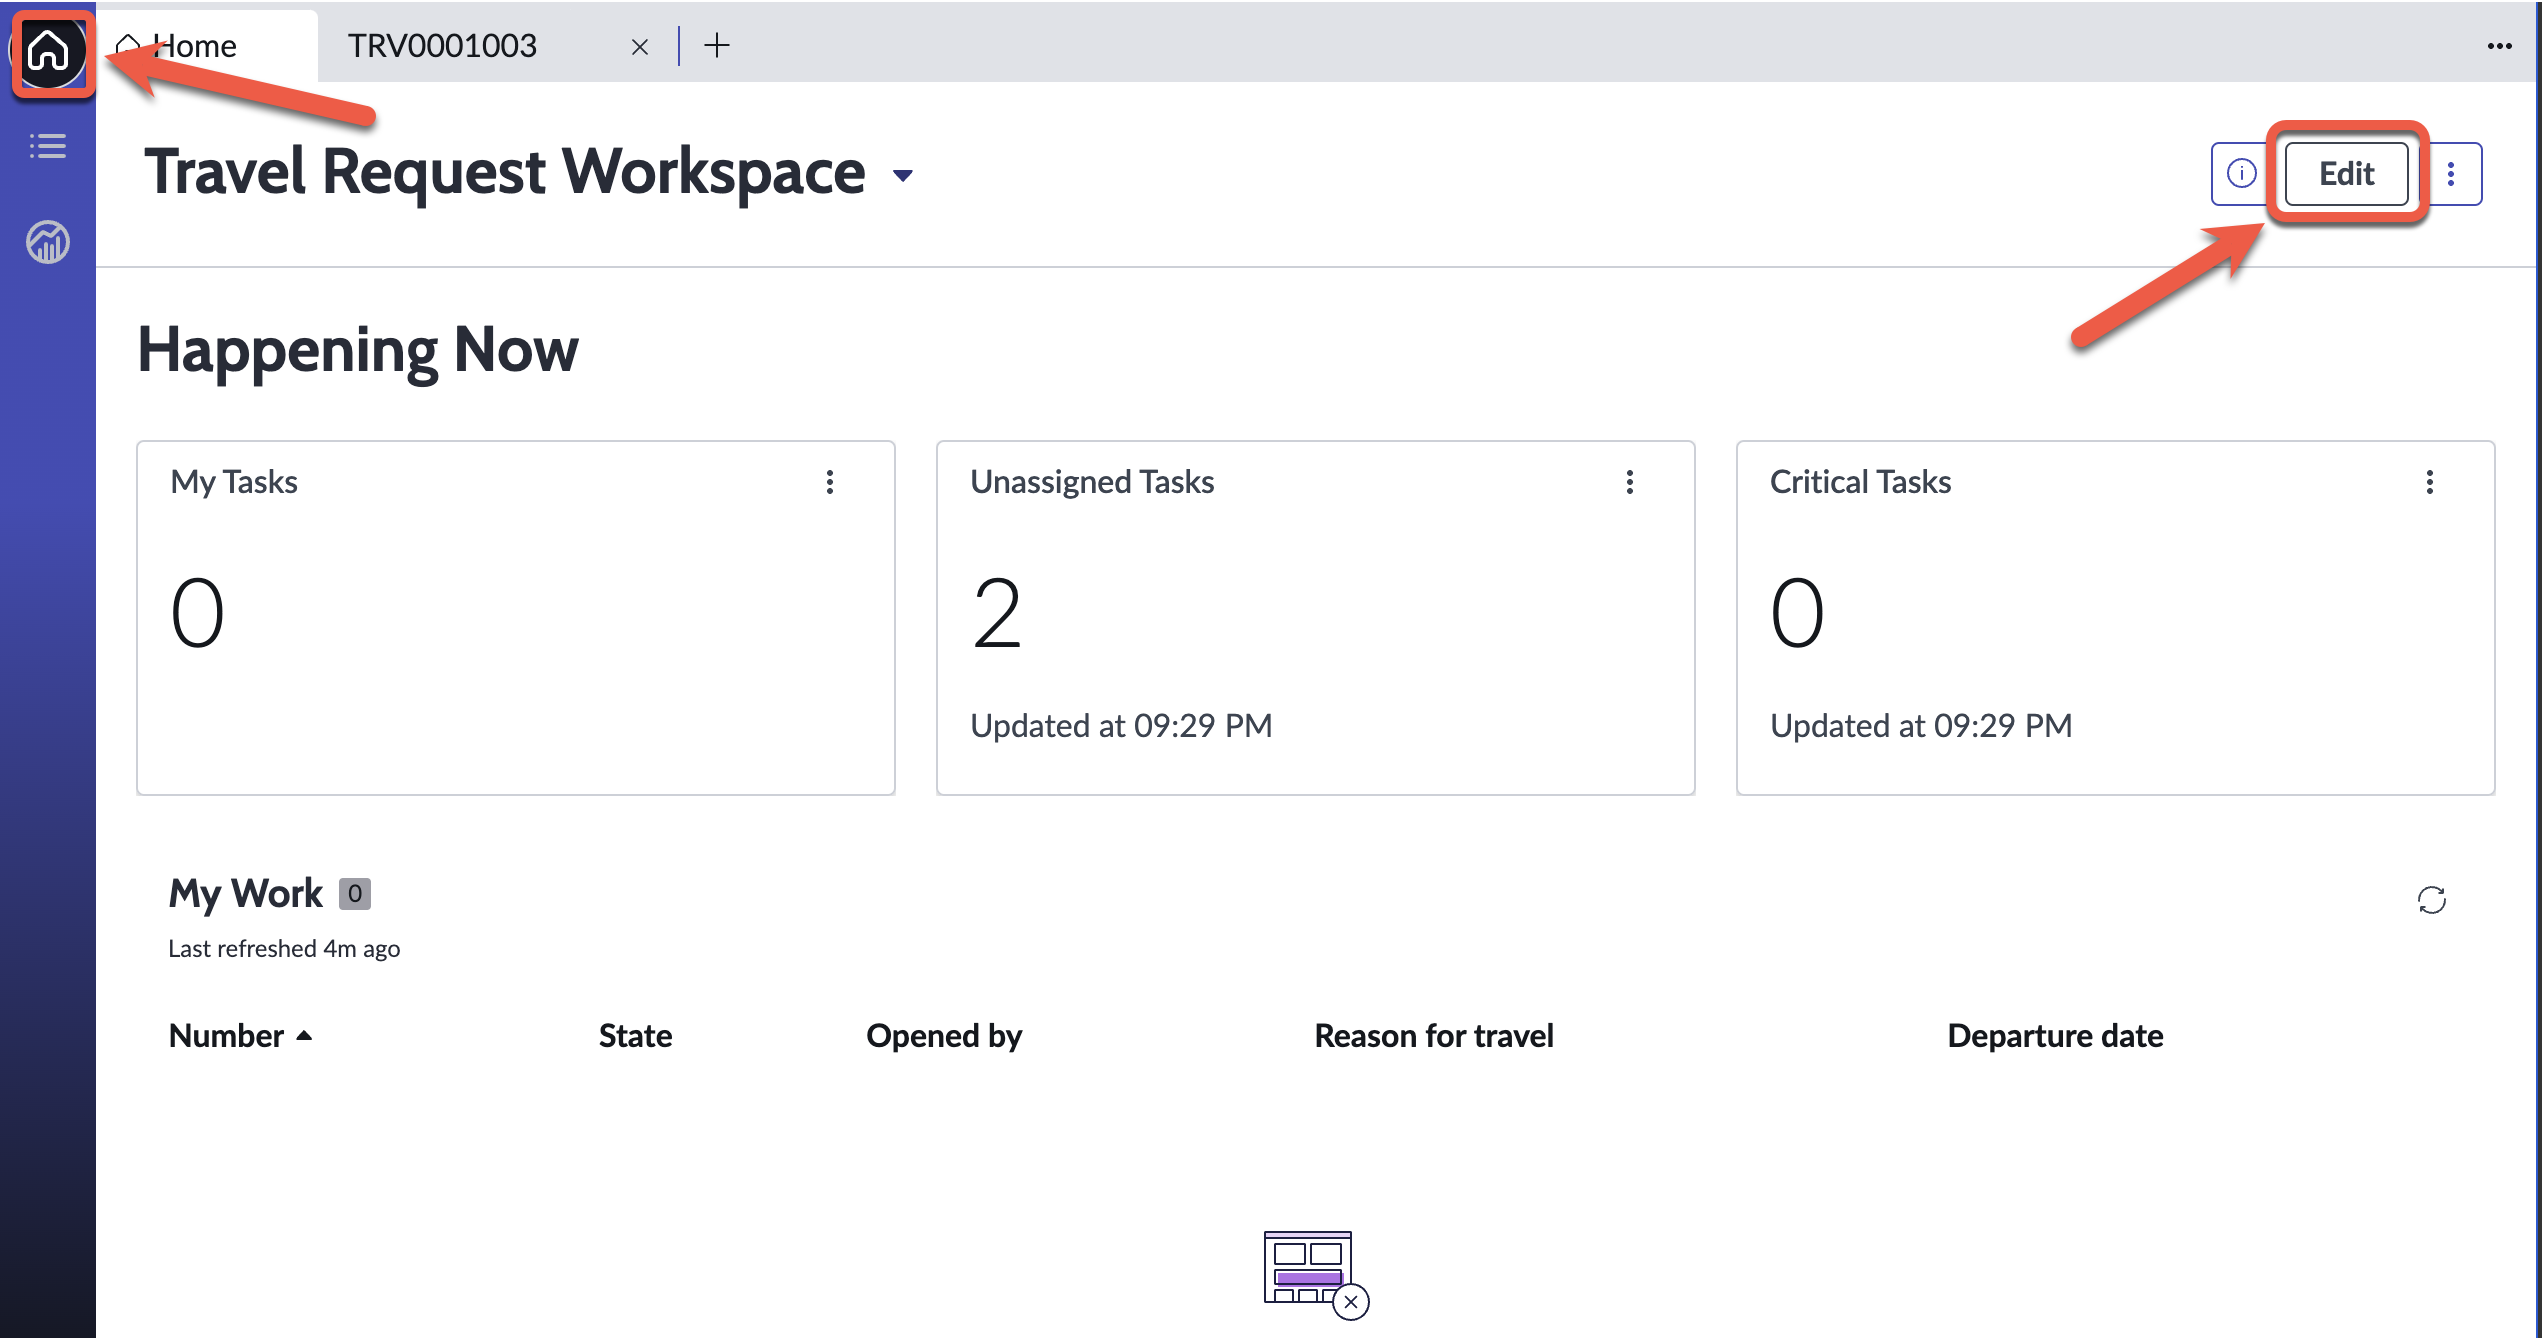 Home
TRV0001003
Travel Request Workspace
Edit
Happening Now
My Tasks
0
Unassigned Tasks
2
Updated at 09:29 PM
Critical Tasks
0
Updated at 09:29 PM
My Work 0
Last refreshed 4m ago
Number State Opened by Reason for travel Departure date